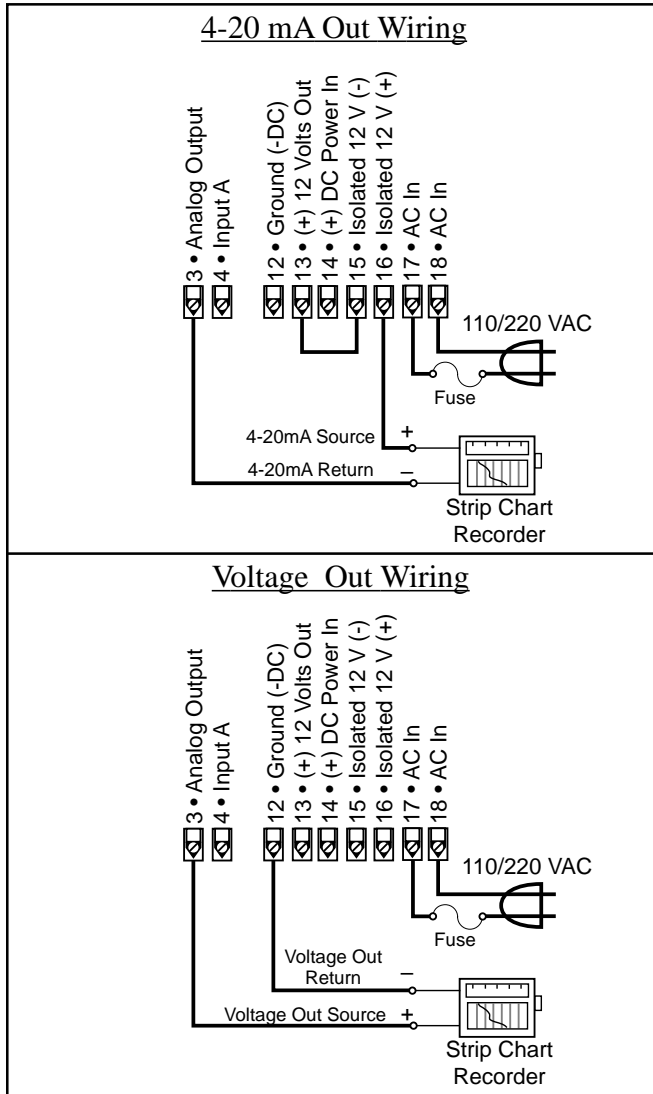 4-20 mA Out Wiring
3 • Analog Output
4 • Input A
12 • Ground (-DC)
13 • (+) 12 Volts Out
14 • (+) DC Power In
15 • Isolated 12 V (-)
16 • Isolated 12 V (+)
17 • AC In
18 • AC In
110/220 VAC
Fuse
4-20mA Source +
4-20mA Return –
Strip Chart
Recorder
Voltage Out Wiring
3 • Analog Output
4 • Input A
12 • Ground (-DC)
13 • (+) 12 Volts Out
14 • (+) DC Power In
15 • Isolated 12 V (-)
16 • Isolated 12 V (+)
17 • AC In
18 • AC In
110/220 VAC
Fuse
Voltage Out
Return –
Voltage Out Source +
Strip Chart
Recorder